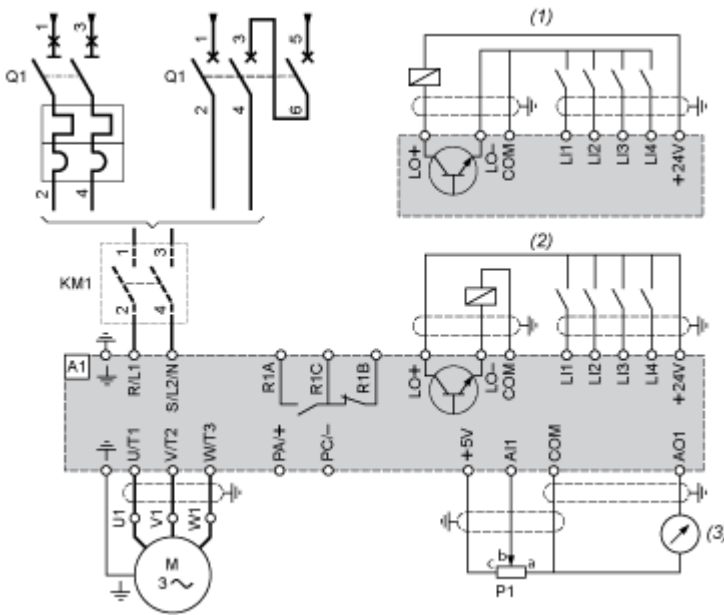 1 3 1 3 5 (1)
Q1 Q1
2 4 6
2 4
LO+ LO- COM LI1 LI2 LI3 LI4 +24V
(2)
1 3
KM1
2 4
A1 R/L1 S/L2/N R1A R1C R1B LO+ LO- COM LI1 LI2 LI3 LI4 +24V
U/T1 V/T2 W/T3 PA/+ PC/- +5V AI1 COM AO1
U1 V1 W1
(3)
M
3~
c b a
P1